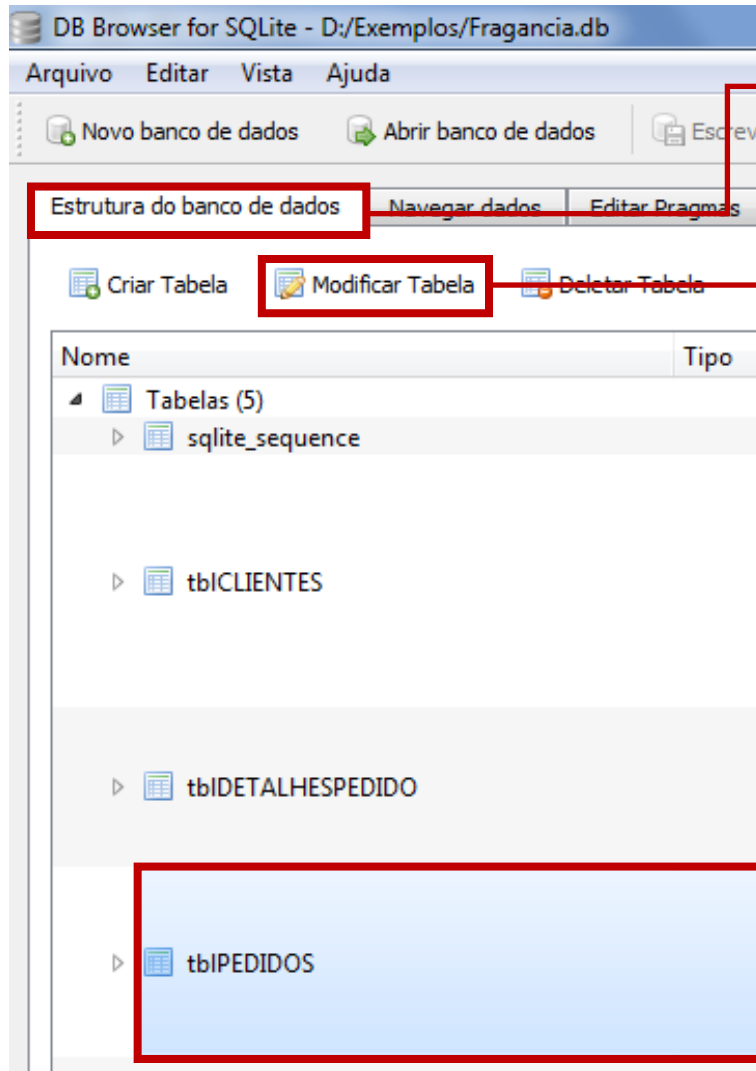 DB Browser for SQLite - D:/Exemplos/Fragancia.db
Arquivo Editar Vista Ajuda
Novo banco de dados Abrir banco de dados Escrev
Estrutura do banco de dados Navegar dados Editar Pragmas
Criar Tabela Modificar Tabela Deletar Tabela
Nome Tipo
Tabelas (5)
sqlite_sequence
tblCLIENTES
tblDETALHESPEDIDO
tblPEDIDOS